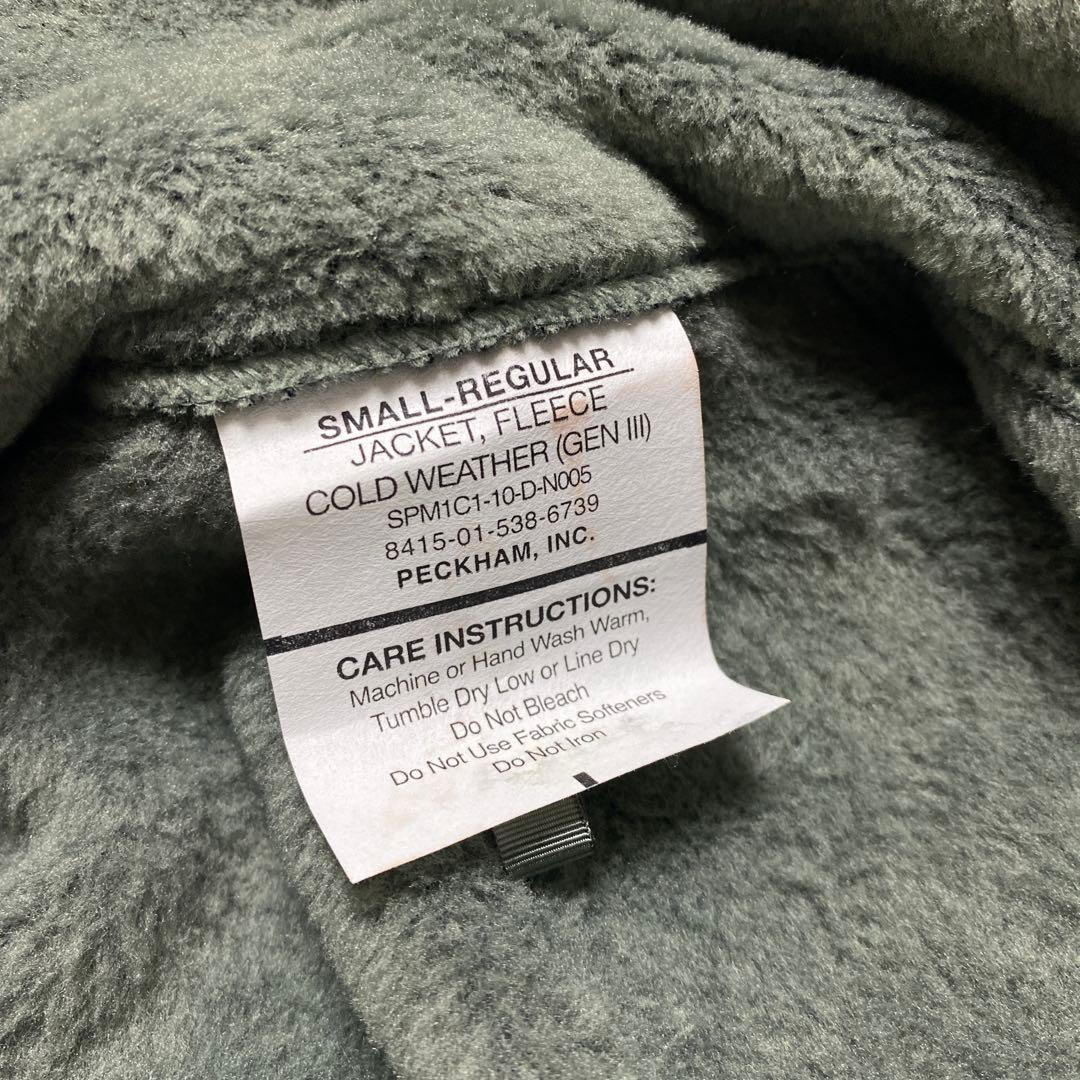 SMALL-REGULAR
JACKET, FLEECE
COLD WEATHER (GEN III)
SPM1C1-10-D-N005
8415-01-538-6739
PECKHAM, INC.
CARE INSTRUCTIONS:
Machine or Hand Wash Warm,
Tumble Dry Low or Line Dry
Do Not Bleach
Do Not Use Fabric Softeners
Do Not Iron